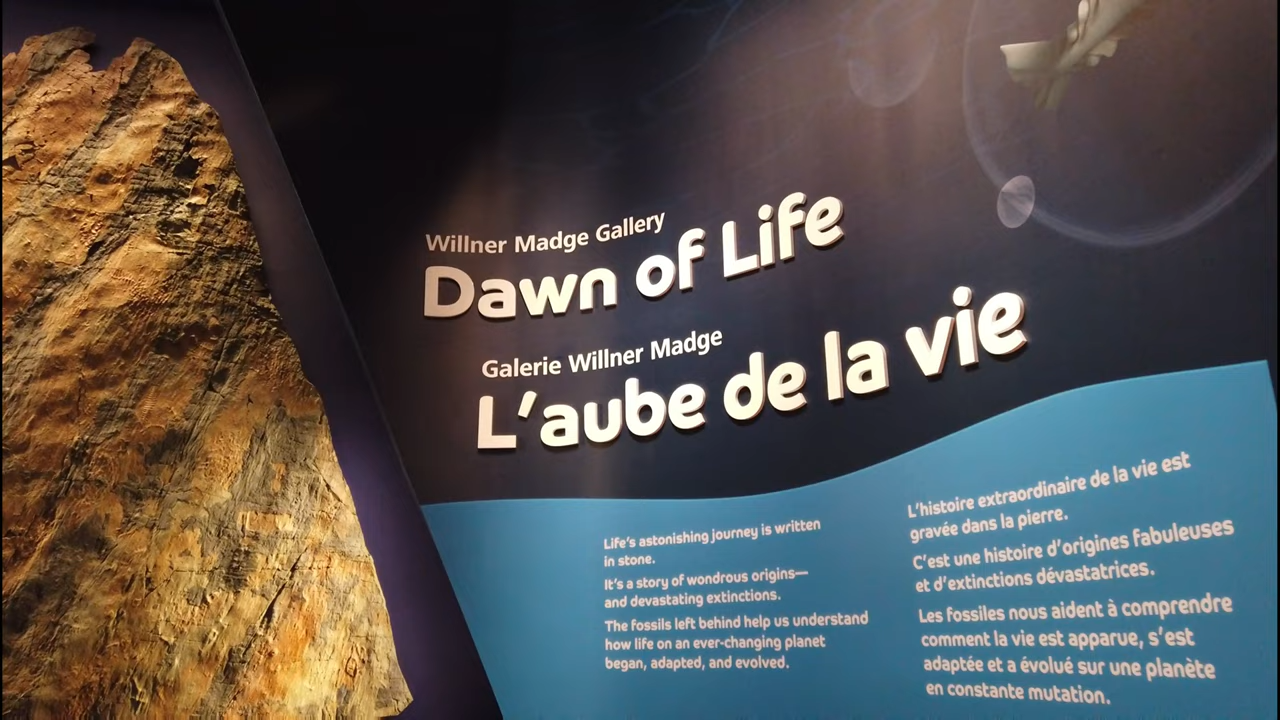 Willner Madge Gallery
Dawn of Life
Galerie Willner Madge
L'aube de la vie
Life's astonishing journey is written
in stone.
It's a story of wondrous origins—
and devastating extinctions.
The fossils left behind help us understand
how life on an ever-changing planet
began, adapted, and evolved.
L'histoire extraordinaire de la vie est
gravée dans la pierre.
C'est une histoire d'origines fabuleuses
et d'extinctions dévastatrices.
Les fossiles nous aident à comprendre
comment la vie est apparue, s'est
adaptée et a évolué sur une planète
en constante mutation.